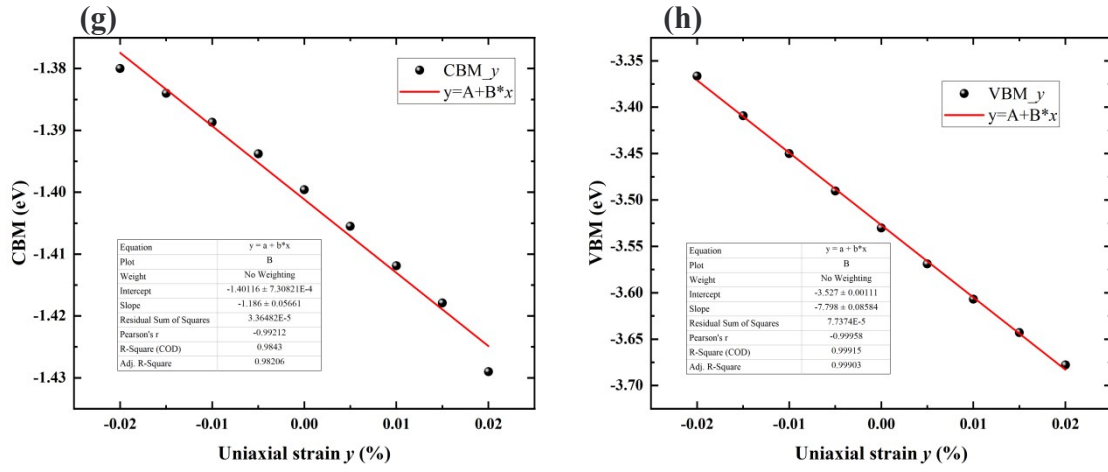 (g)
-1.38
-1.39
-1.40
-1.41
-1.42
-1.43
CBM (eV)
CBM_y
y=A+B*x
Equation y = a + b*x
Plot B
Weight No Weighting
Intercept -1.40116 ± 7.30821E-4
Slope -1.186 ± 0.05661
Residual Sum of Squares 3.36482E-5
Pearson's r -0.99212
R-Square (COD) 0.9843
Adj. R-Square 0.98206
-0.02 -0.01 0.00 0.01 0.02
Uniaxial strain y (%)
(h)
-3.35
-3.40
-3.45
-3.50
-3.55
-3.60
-3.65
-3.70
VBM (eV)
VBM_y
y=A+B*x
Equation y = a + b*x
Plot B
Weight No Weighting
Intercept -3.527 ± 0.00111
Slope -7.798 ± 0.08584
Residual Sum of Squares 7.7374E-5
Pearson's r -0.99958
R-Square (COD) 0.99915
Adj. R-Square 0.99903
-0.02 -0.01 0.00 0.01 0.02
Uniaxial strain y (%)